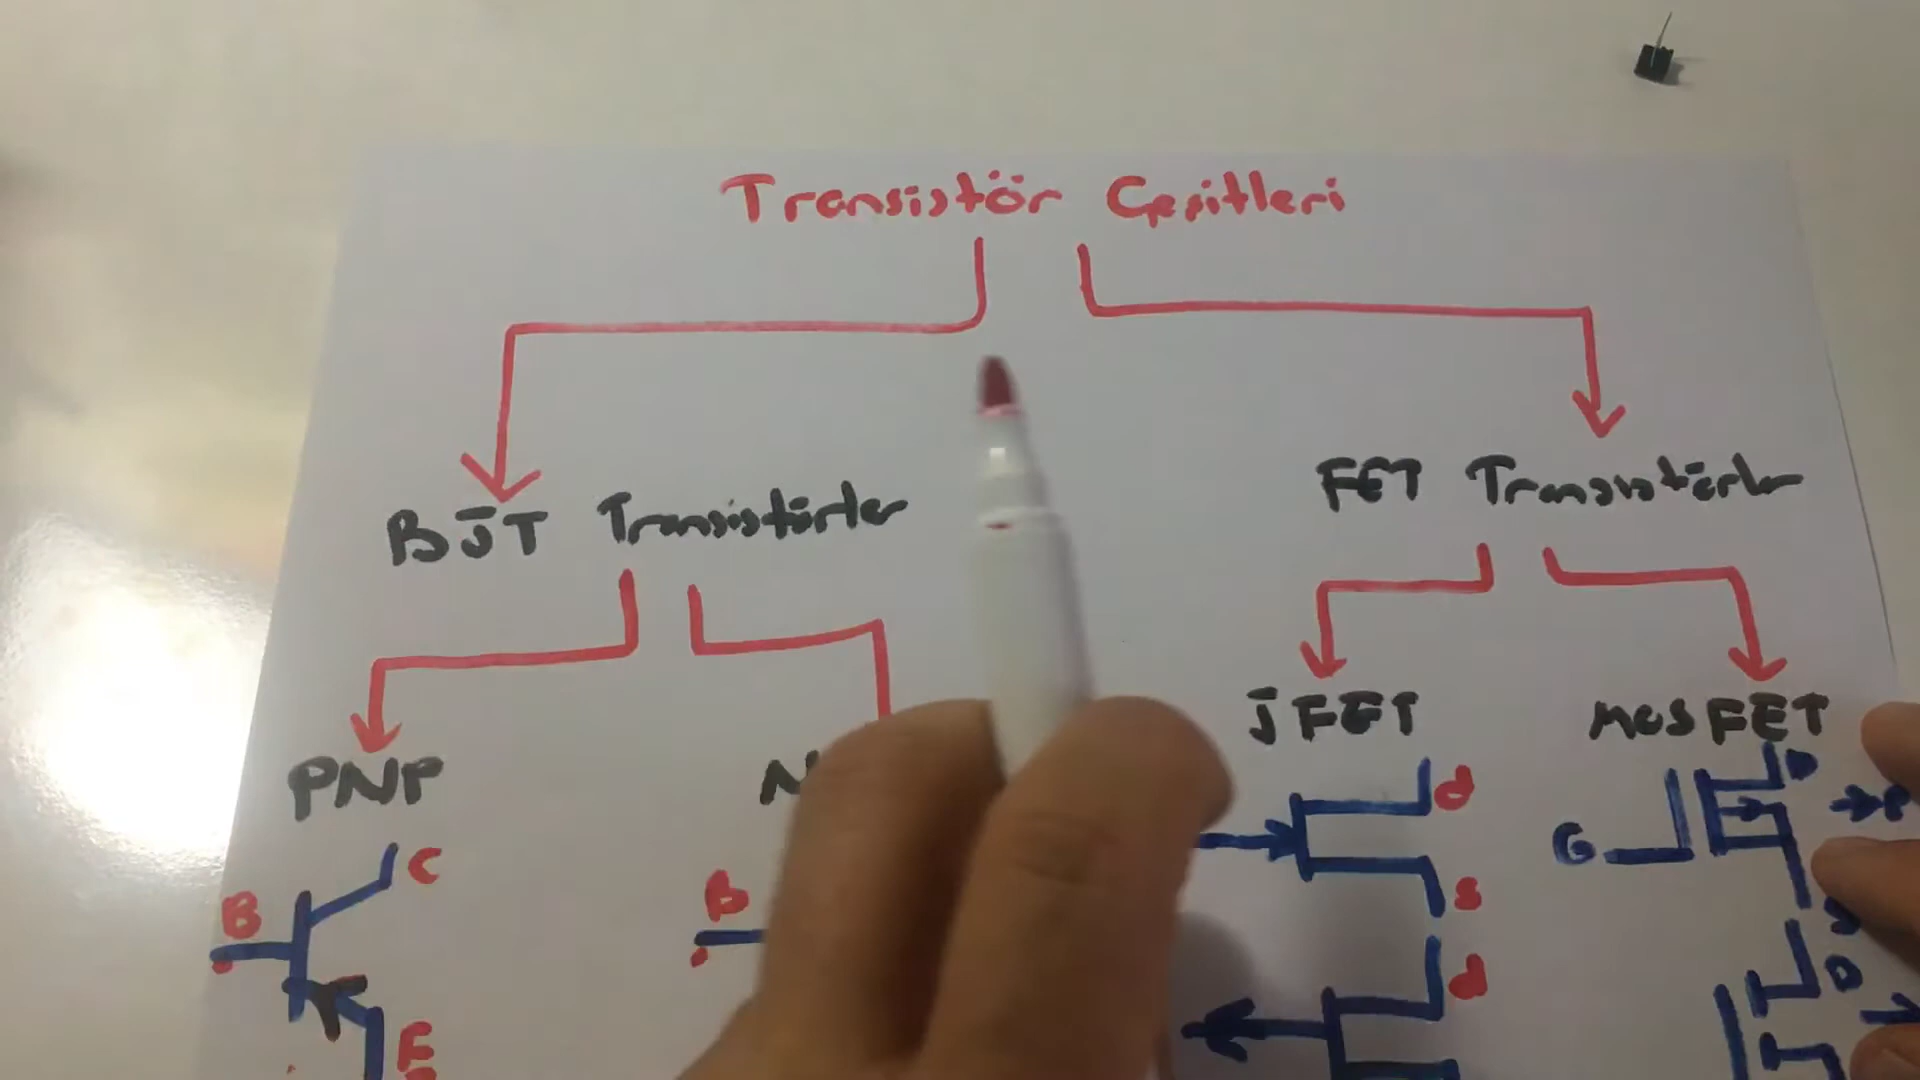 Transistör Çeşitleri
BJT Transistörler
FET Transistörler
PNP
N
JFET
MOSFET
B
C
E
B
d
s
d
G
D
D